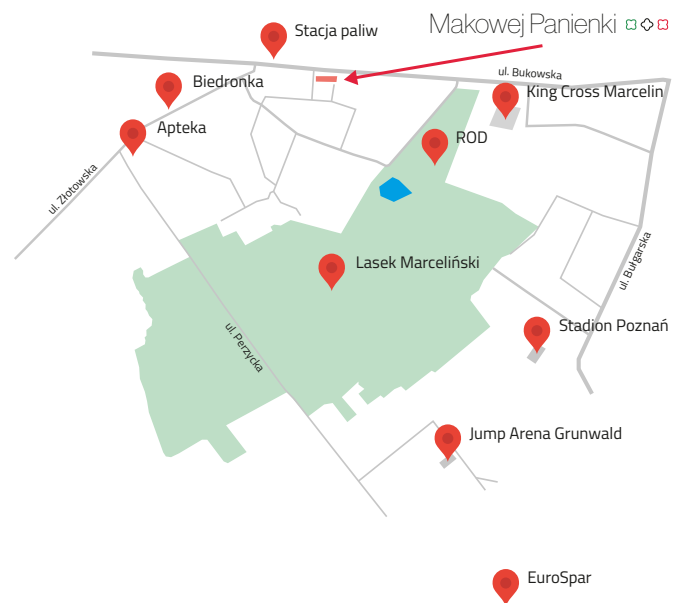 Makowej Panienki
Stacja paliw
ul. Bukowska
Biedronka
King Cross Marcelin
Apteka
ROD
ul. Złotowska
ul. Bułgarska
Lasek Marceliński
Stadion Poznań
ul. Perzycka
Jump Arena Grunwald
EuroSpar